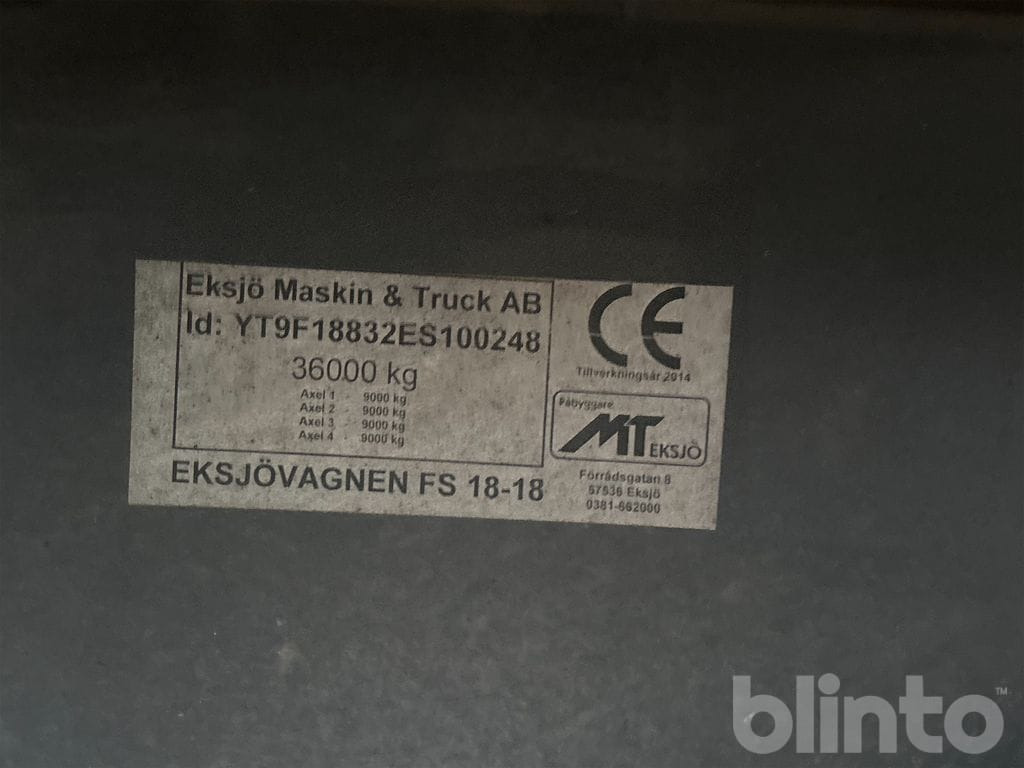 Eksjö Maskin & Truck AB
Id: YT9F18832ES100248
36000 kg
Axel 1 - 9000 kg
Axel 2 - 9000 kg
Axel 3 - 9000 kg
Axel 4 - 9000 kg
EKSJÖVAGNEN FS 18-18
CE
Tillverkningsår 2014
Påbyggare
MT EKSJÖ
Förrådsgatan 8
57536 Eksjö
0381-662000
blinto™